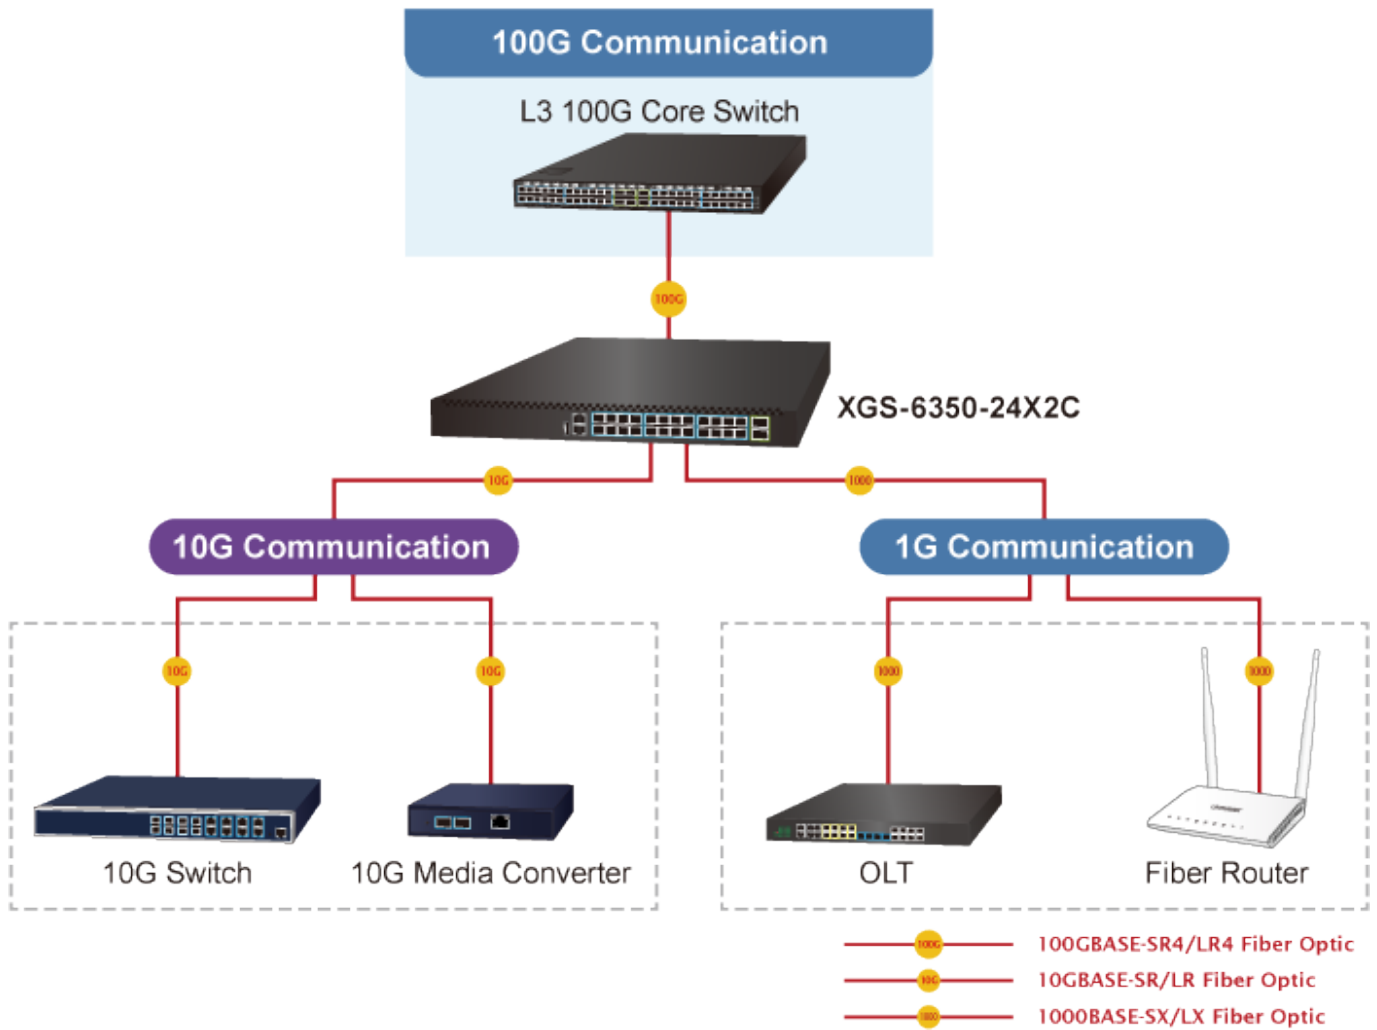 100G Communication
L3 100G Core Switch
100G
XGS-6350-24X2C
10G
1000
10G Communication
1G Communication
10G
10G
1000
1000
10G Switch
10G Media Converter
OLT
Fiber Router
100G
100GBASE-SR4/LR4 Fiber Optic
10G
10GBASE-SR/LR Fiber Optic
1000
1000BASE-SX/LX Fiber Optic